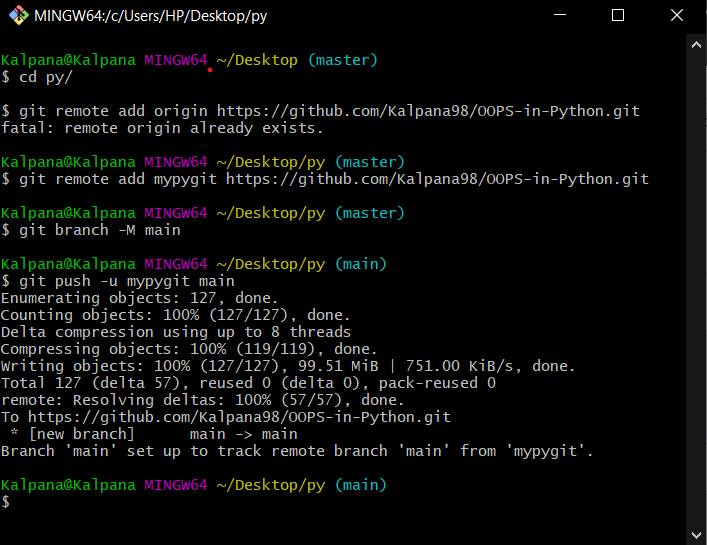 MINGW64:/c/Users/HP/Desktop/py
Kalpana@Kalpana MINGW64 ~/Desktop (master)
$ cd py/
$ git remote add origin https://github.com/Kalpana98/OOPS-in-Python.git
fatal: remote origin already exists.
Kalpana@Kalpana MINGW64 ~/Desktop/py (master)
$ git remote add mypygit https://github.com/Kalpana98/OOPS-in-Python.git
Kalpana@Kalpana MINGW64 ~/Desktop/py (master)
$ git branch -M main
Kalpana@Kalpana MINGW64 ~/Desktop/py (main)
$ git push -u mypygit main
Enumerating objects: 127, done.
Counting objects: 100% (127/127), done.
Delta compression using up to 8 threads
Compressing objects: 100% (119/119), done.
Writing objects: 100% (127/127), 99.51 MiB | 751.00 KiB/s, done.
Total 127 (delta 57), reused 0 (delta 0), pack-reused 0
remote: Resolving deltas: 100% (57/57), done.
To https://github.com/Kalpana98/OOPS-in-Python.git
 * [new branch]      main -> main
Branch 'main' set up to track remote branch 'main' from 'mypygit'.
Kalpana@Kalpana MINGW64 ~/Desktop/py (main)
$